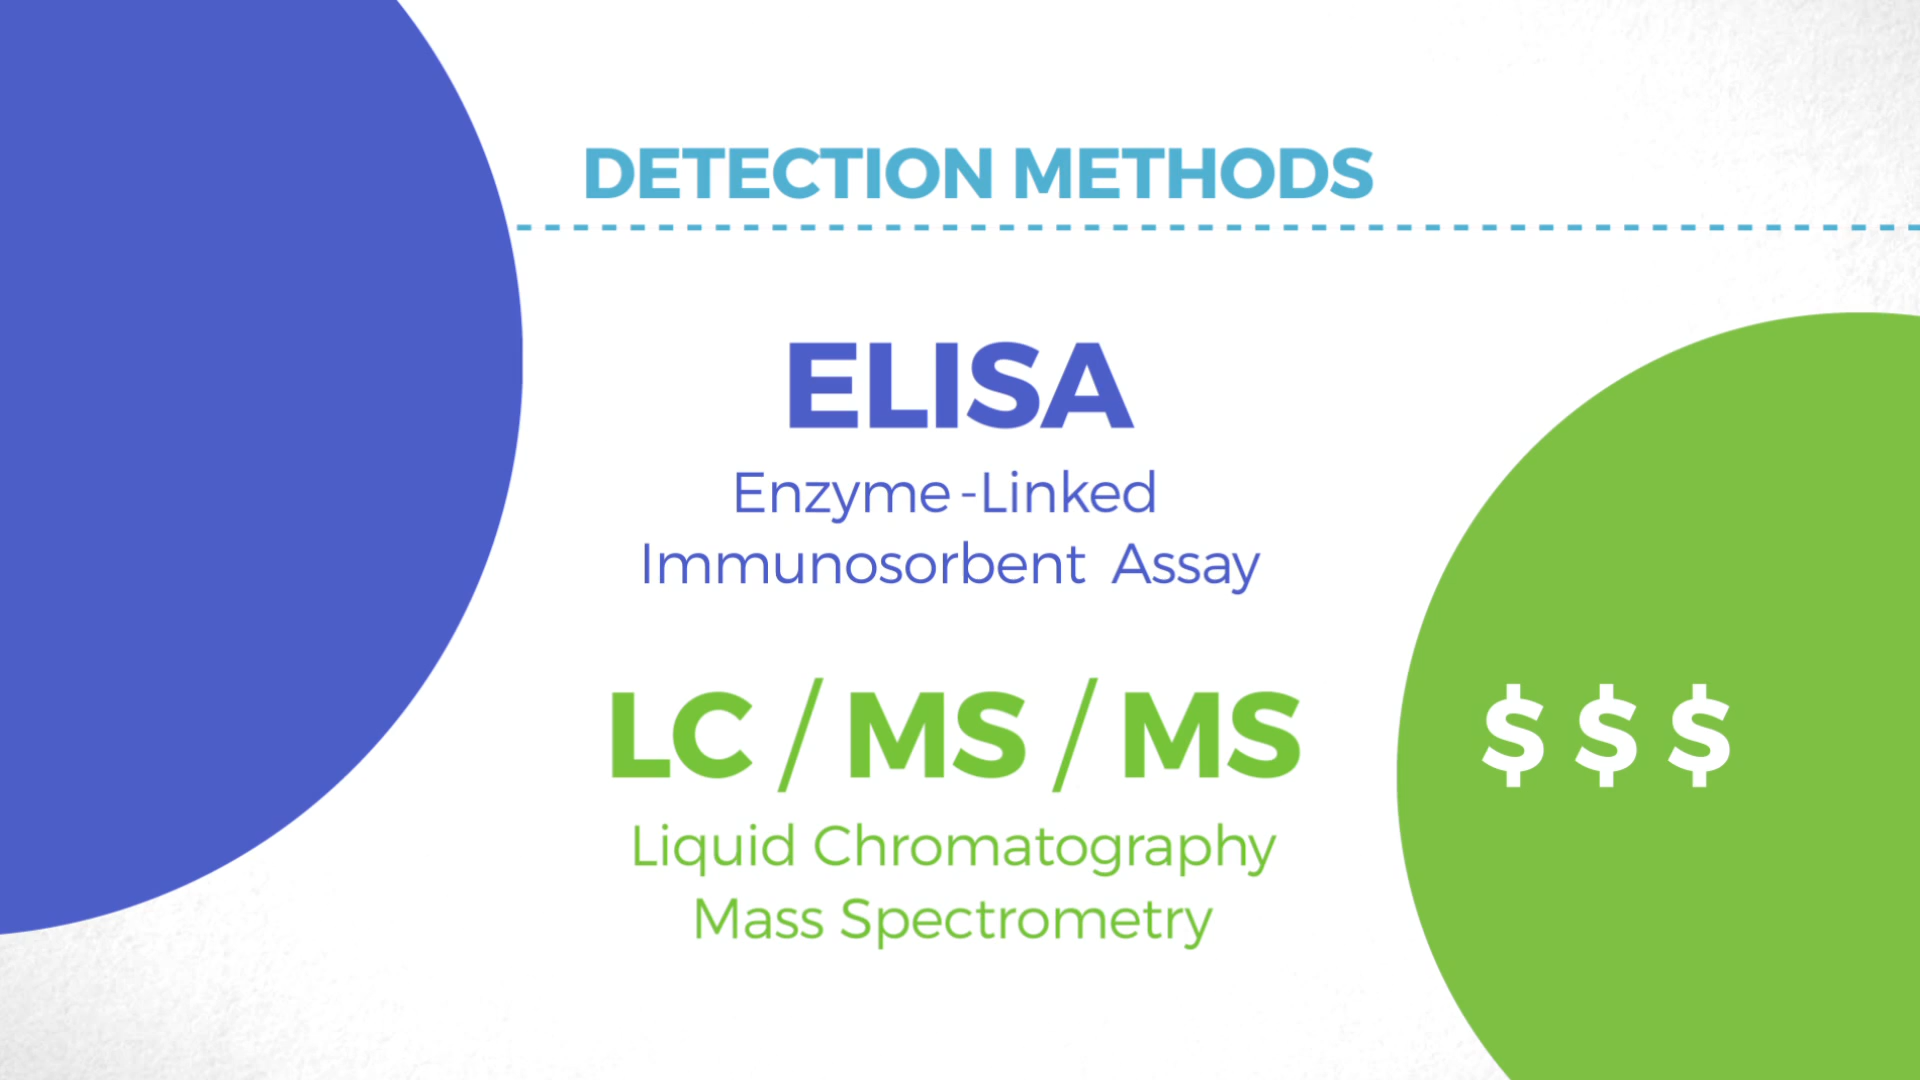 DETECTION METHODS
ELISA
Enzyme-Linked
Immunosorbent Assay
LC/MS/MS
$$$
Liquid Chromatography
Mass Spectrometry